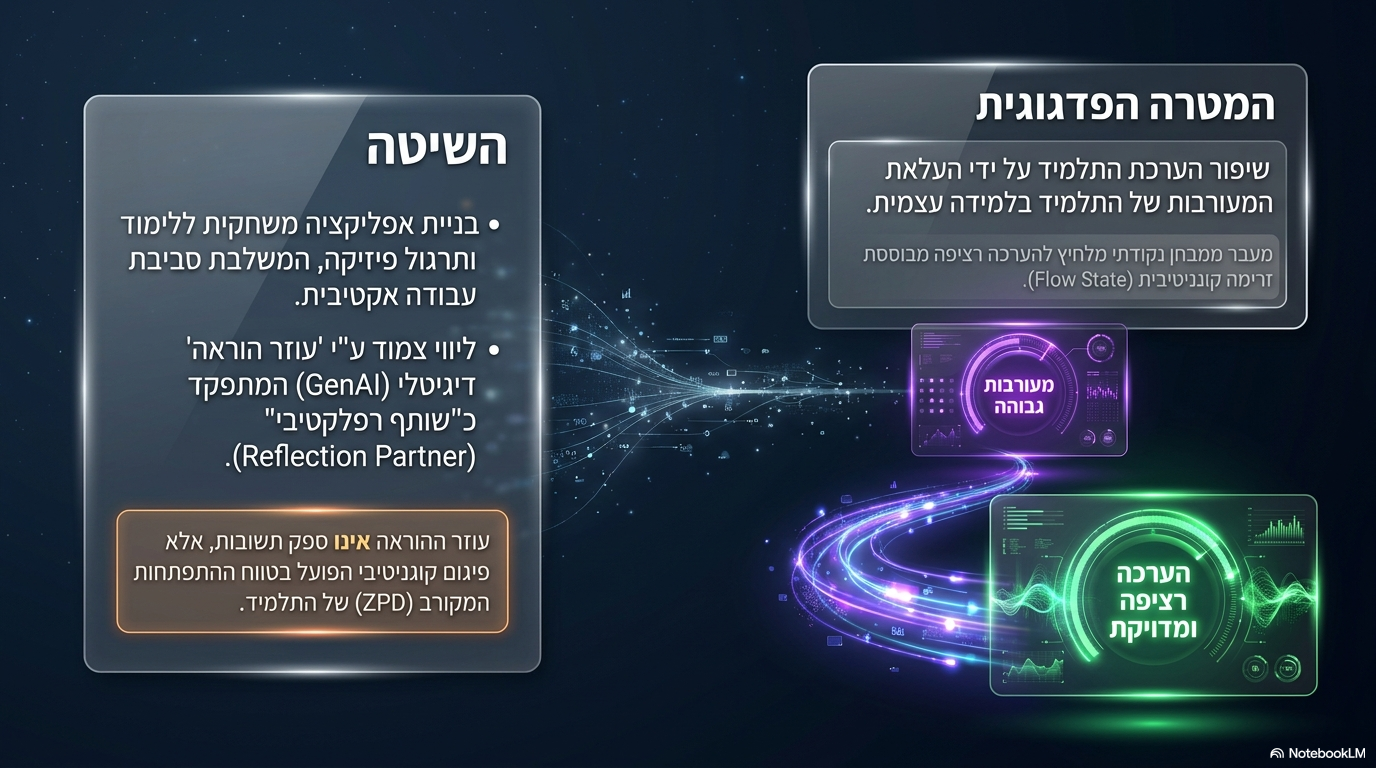 המטרה הפדגוגית
שיפור הערכת התלמיד על ידי העלאת
המעורבות של התלמיד בלמידה עצמית.
מעבר ממבחן נקודתי מלחיץ להערכה רציפה מבוססת
זרימה קוגניטיבית (Flow State).
השיטה
• בניית אפליקציה משחקית ללימוד
ותרגול פיזיקה, המשלבת סביבת
עבודה אקטיבית.
• ליווי צמוד ע"י 'עוזר הוראה'
דיגיטלי (GenAI) המתפקד
כ"שותף רפלקטיבי"
(Reflection Partner).
עוזר ההוראה אינו ספק תשובות, אלא
פיגום קוגניטיבי הפועל בטווח ההתפתחות
המקורב (ZPD) של התלמיד.
מעורבות
גבוהה
הערכה
רציפה
ומדויקת
NotebookLM